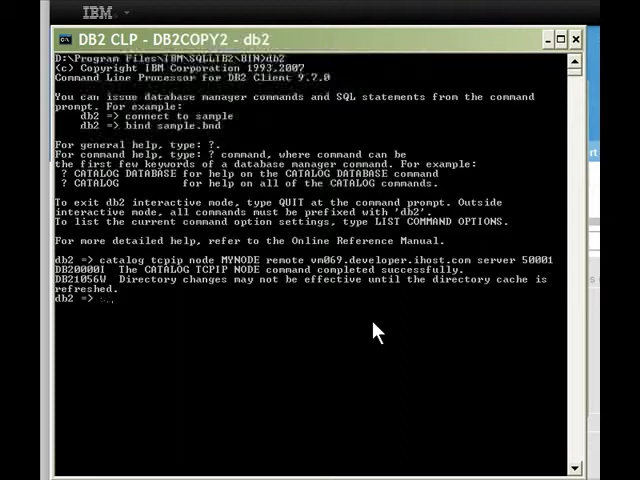 IBM
DB2 CLP - DB2COPY2 - db2
D:\Program Files\IBM\SQLLIB2\BIN>db2
(c) Copyright IBM Corporation 1993,2007
Command Line Processor for DB2 Client 9.7.0
You can issue database manager commands and SQL statements from the command
prompt. For example:
db2 => connect to sample
db2 => bind sample.bnd
For general help, type: ?.
For command help, type: ? command, where command can be
the first few keywords of a database manager command. For example:
? CATALOG DATABASE for help on the CATALOG DATABASE command
? CATALOG for help on all of the CATALOG commands.
To exit db2 interactive mode, type QUIT at the command prompt. Outside
interactive mode, all commands must be prefixed with 'db2'.
To list the current command option settings, type LIST COMMAND OPTIONS.
For more detailed help, refer to the Online Reference Manual.
db2 => catalog tcpip node MYNODE remote vm069.developer.ihost.com server 50001
DB20000I The CATALOG TCPIP NODE command completed successfully.
DB21056W Directory changes may not be effective until the directory cache is
refreshed.
db2 =>